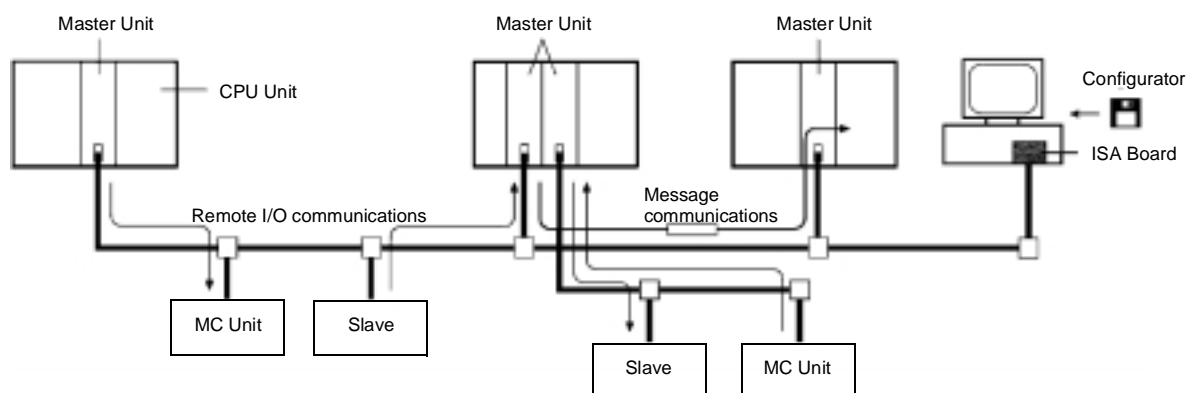 Master Unit
Master Unit
Master Unit
CPU Unit
Configurator
ISA Board
Remote I/O communications
Message
communications
MC Unit
Slave
Slave
MC Unit